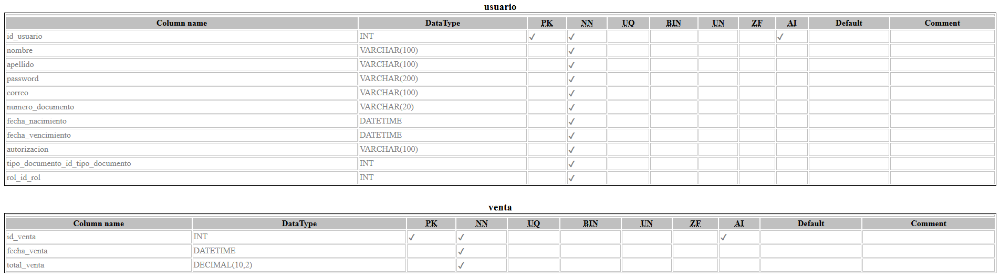 usuario
Column name DataType PK NN UQ BIN UN ZF AI Default Comment
id_usuario INT ✓ ✓ ✓
nombre VARCHAR(100) ✓
apellido VARCHAR(100) ✓
password VARCHAR(200) ✓
correo VARCHAR(100) ✓
numero_documento VARCHAR(20) ✓
fecha_nacimiento DATETIME ✓
fecha_vencimiento DATETIME ✓
autorizacion VARCHAR(100) ✓
tipo_documento_id_tipo_documento INT ✓
rol_id_rol INT ✓
venta
Column name DataType PK NN UQ BIN UN ZF AI Default Comment
id_venta INT ✓ ✓ ✓
fecha_venta DATETIME ✓
total_venta DECIMAL(10,2) ✓